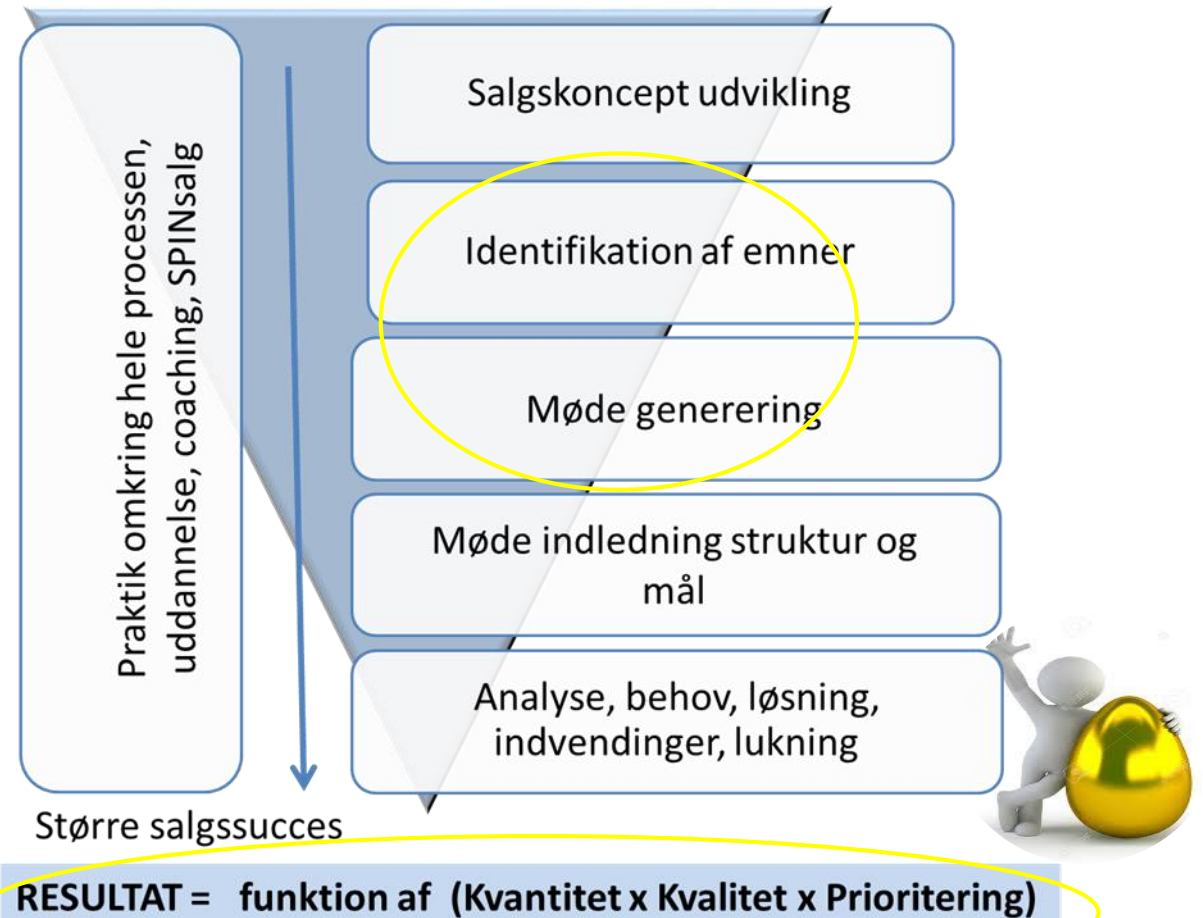 Praktik omkring hele processen,
uddannelse, coaching, SPINsalg
Salgskoncept udvikling
Identifikation af emner
Møde generering
Møde indledning struktur og
mål
Analyse, behov, løsning,
indvendinger, lukning
Større salgssucces
RESULTAT = funktion af (Kvantitet x Kvalitet x Prioritering)